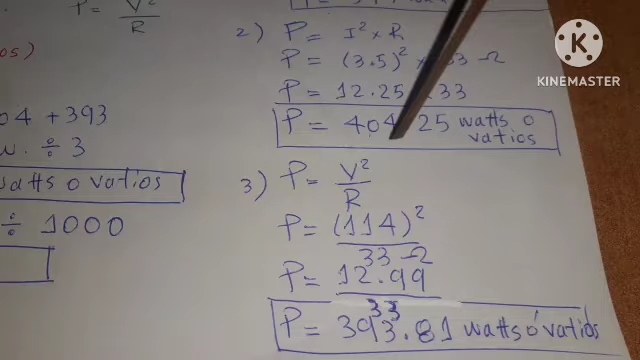 P = V²/R
os)
04 + 393
w. ÷ 3
watts o vatios
÷ 1000
2) P = I² × R
P = (3.5)² × 33 Ω
P = 12.25 . 33
P = 404.25 watts o vatios
3) P = V²/R
P = (114)²
33 Ω
P = 12.99
33
P = 393.81 watts ó vatios
KINEMASTER